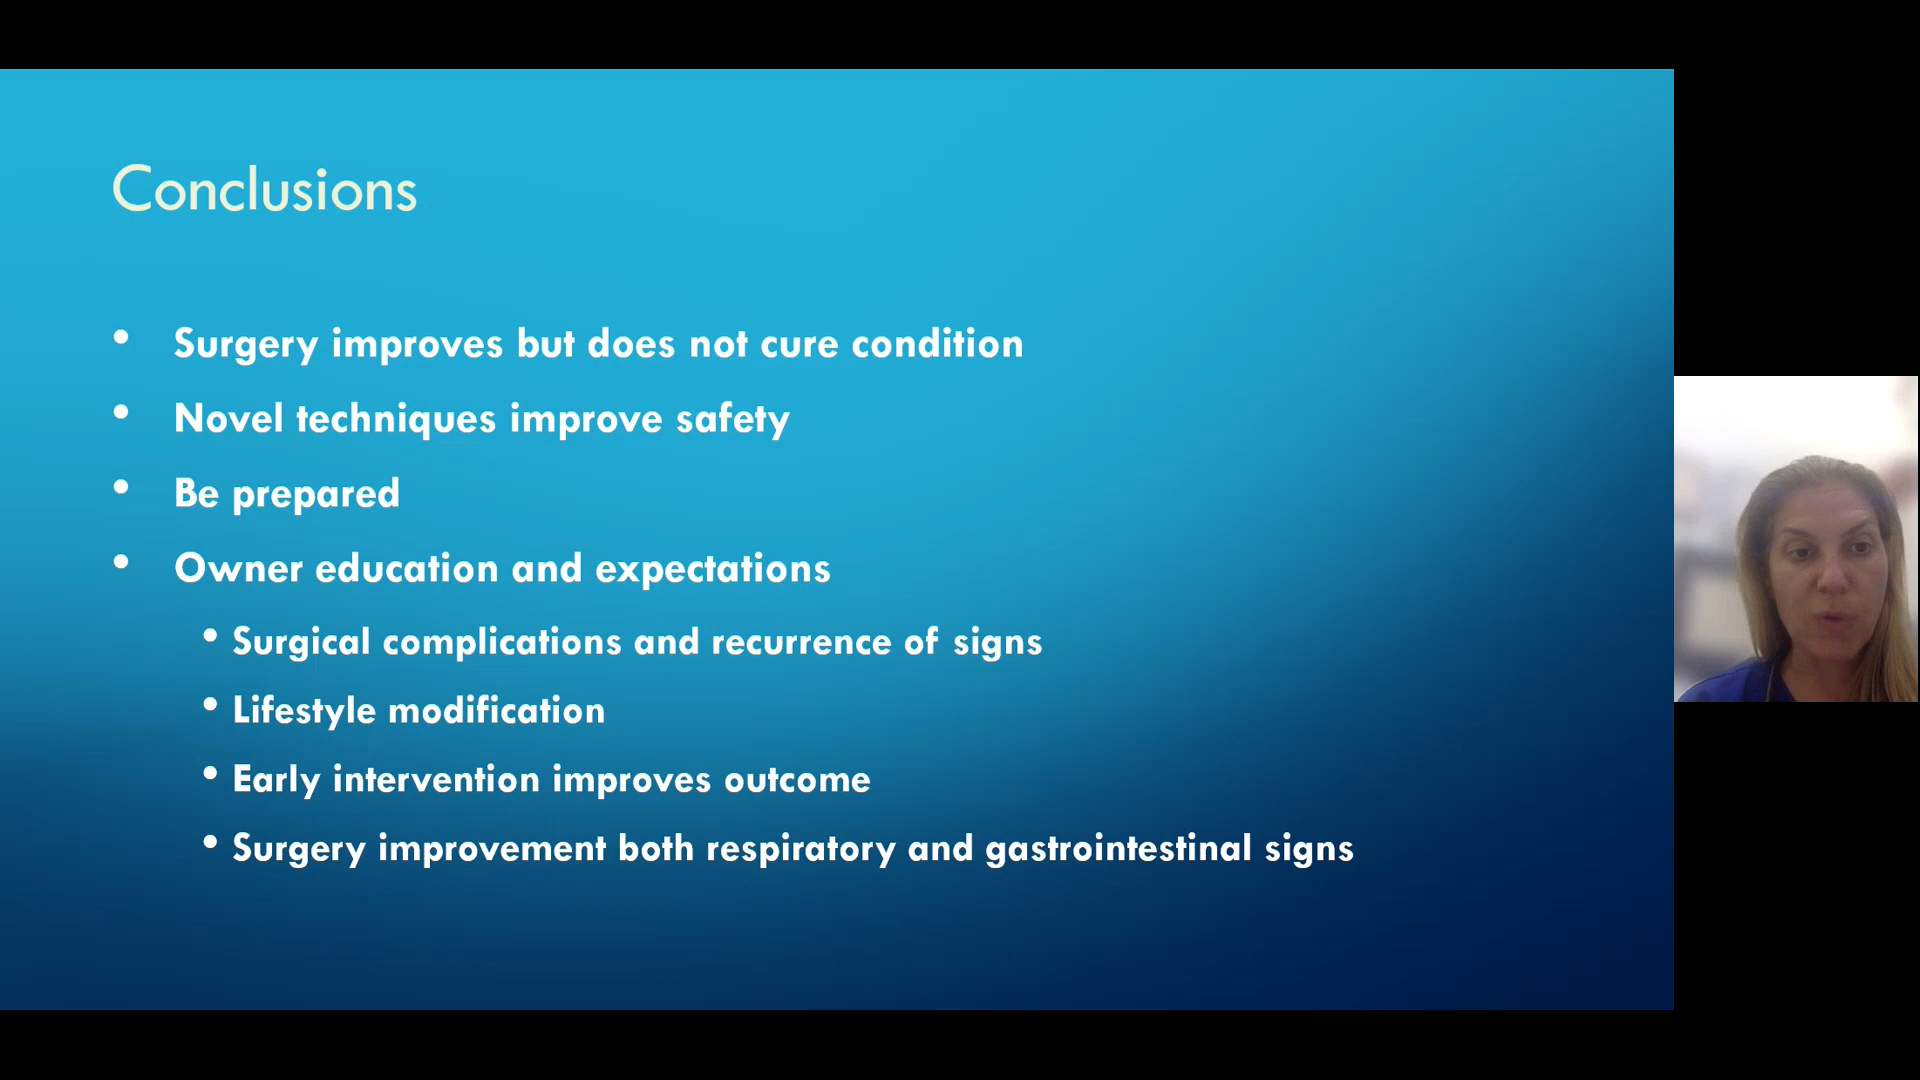 Conclusions
• Surgery improves but does not cure condition
• Novel techniques improve safety
• Be prepared
• Owner education and expectations
• Surgical complications and recurrence of signs
• Lifestyle modification
• Early intervention improves outcome
• Surgery improvement both respiratory and gastrointestinal signs